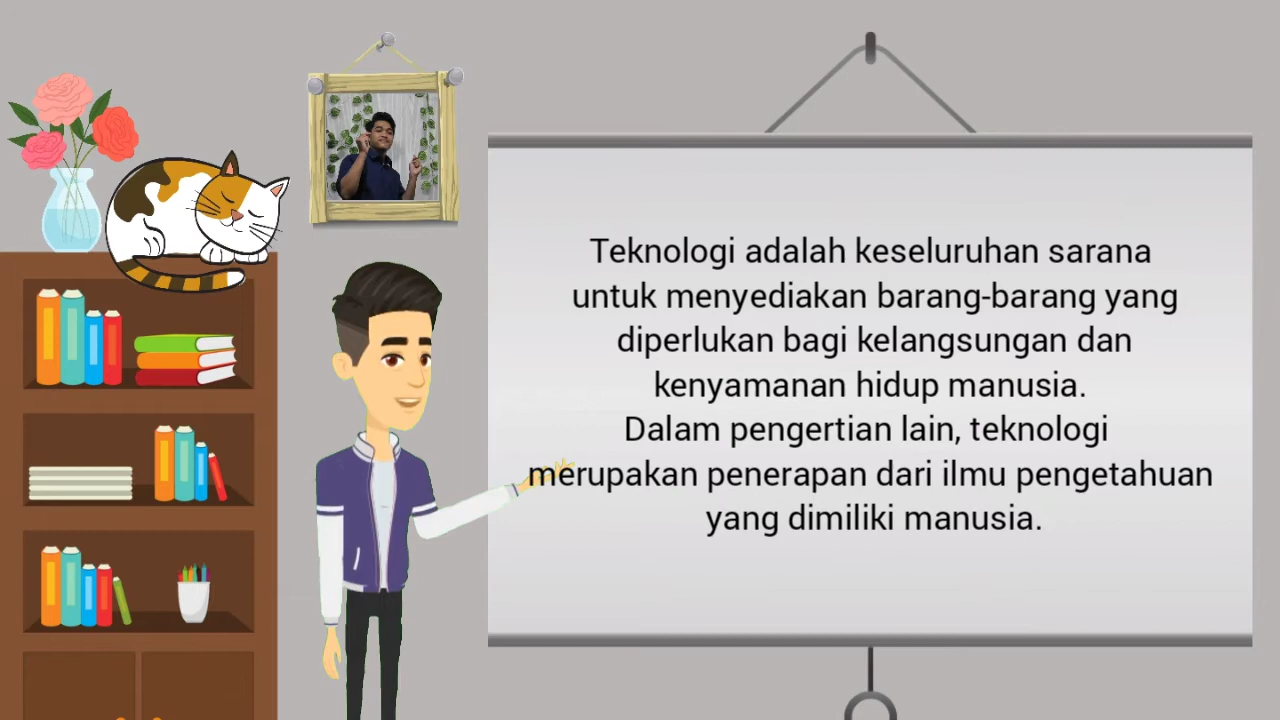 Teknologi adalah keseluruhan sarana
untuk menyediakan barang-barang yang
diperlukan bagi kelangsungan dan
kenyamanan hidup manusia.
Dalam pengertian lain, teknologi
merupakan penerapan dari ilmu pengetahuan
yang dimiliki manusia.